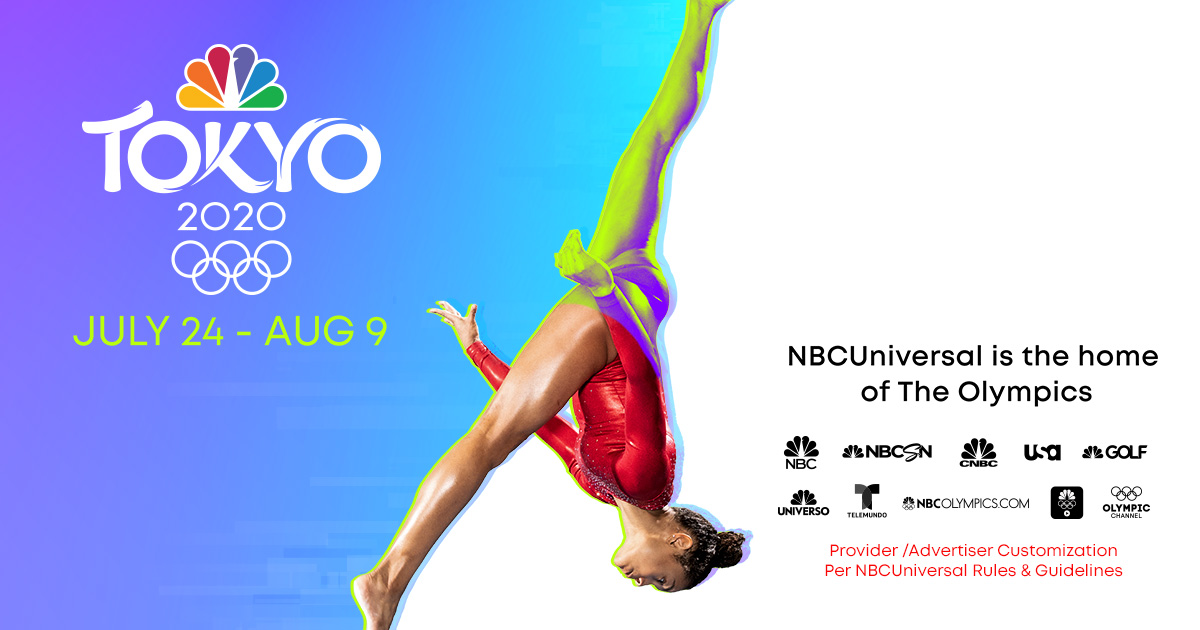 TOKYO
2020
JULY 24 - AUG 9
NBCUniversal is the home
of The Olympics
NBC NBCSN CNBC USA GOLF
UNIVERSO TELEMUNDO NBCOLYMPICS.COM OLYMPIC
CHANNEL
Provider /Advertiser Customization
Per NBCUniversal Rules & Guidelines